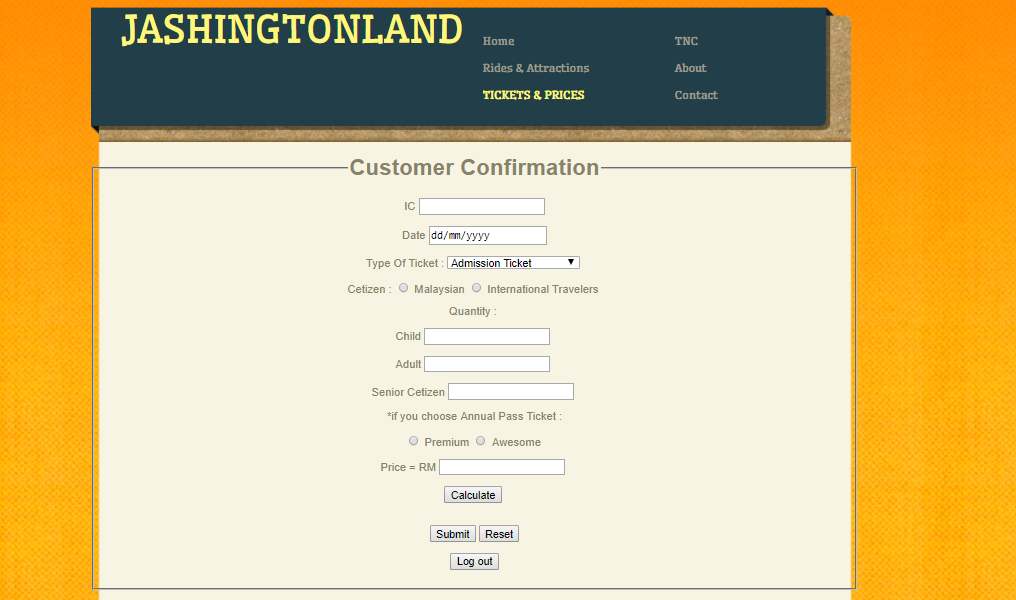 JASHINGTONLAND
Home
TNC
Rides & Attractions
About
TICKETS & PRICES
Contact
Customer Confirmation
IC
Date dd/mm/yyyy
Type Of Ticket : Admission Ticket
Cetizen : Malaysian International Travelers
Quantity :
Child
Adult
Senior Cetizen
*if you choose Annual Pass Ticket :
Premium Awesome
Price = RM
Calculate
Submit Reset
Log out